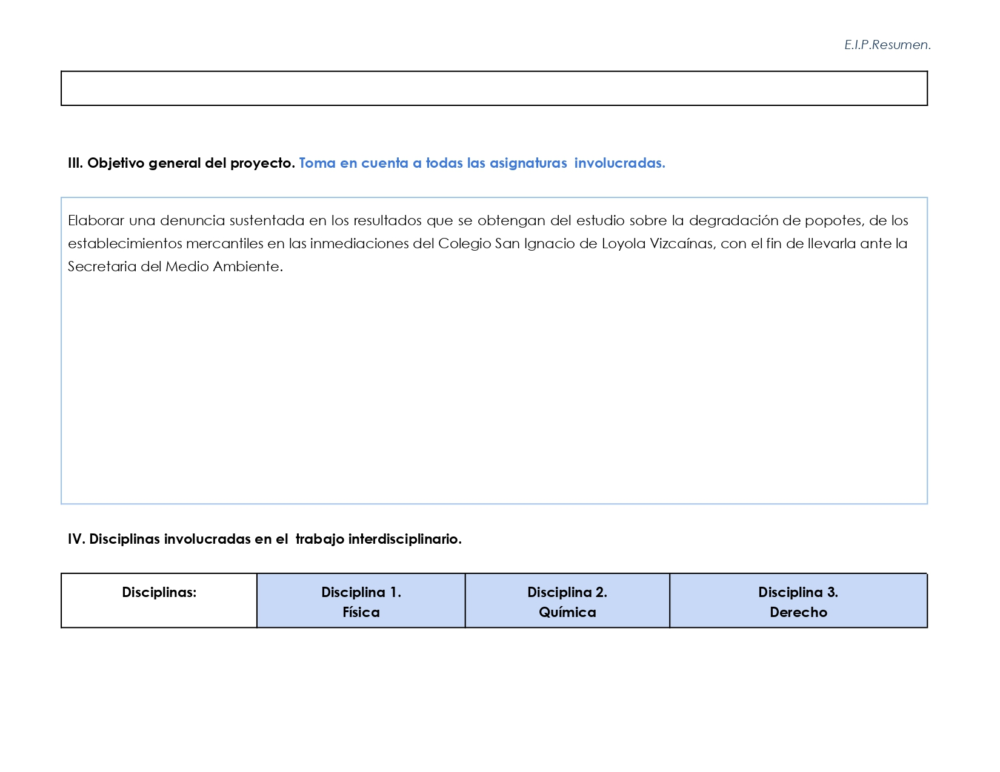 E.I.P.Resumen.
III. Objetivo general del proyecto. Toma en cuenta a todas las asignaturas  involucradas.
Elaborar una denuncia sustentada en los resultados que se obtengan del estudio sobre la degradación de popotes, de los
establecimientos mercantiles en las inmediaciones del Colegio San Ignacio de Loyola Vizcaínas, con el fin de llevarla ante la
Secretaria del Medio Ambiente.
IV. Disciplinas involucradas en el  trabajo interdisciplinario.
Disciplinas: Disciplina 1. Disciplina 2. Disciplina 3.
Física Química Derecho